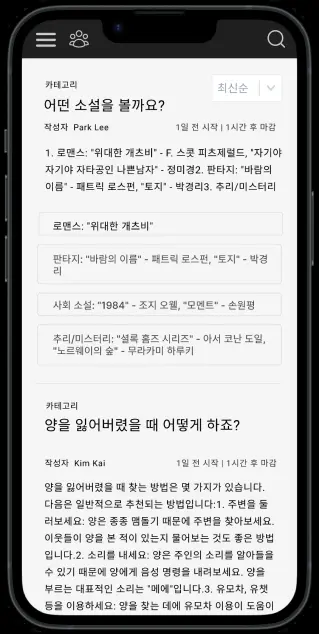 카테고리
최신순
어떤 소설을 볼까요?
작성자 Park Lee 1일 전 시작 | 1시간 후 마감
1. 로맨스: "위대한 개츠비" - F. 스콧 피츠제럴드, "자기야
자기야 자타공인 나쁜남자" - 정미경2. 판타지: "바람의
이름" - 패트릭 로스펀, "토지" - 박경리3. 추리/미스터리
로맨스: "위대한 개츠비"
판타지: "바람의 이름" - 패트릭 로스펀, "토지" - 박경
리
사회 소설: "1984" - 조지 오웰, "모멘트" - 손원평
추리/미스터리: "셜록 홈즈 시리즈" - 아서 코난 도일,
"노르웨이의 숲" - 무라카미 하루키
카테고리
양을 잃어버렸을 때 어떻게 하죠?
작성자 Kim Kai 1일 전 시작 | 1시간 후 마감
양을 잃어버렸을 때 찾는 방법은 몇 가지가 있습니다.
다음은 일반적으로 추천되는 방법입니다:1. 주변을 둘
러보세요: 양은 종종 맴돌기 때문에 주변을 찾아보세요.
이웃들이 양을 본 적이 있는지 물어보는 것도 좋은 방법
입니다.2. 소리를 내세요: 양은 주인의 소리를 알아들을
수 있기 때문에 양에게 음성 명령을 내려보세요. 양을
부르는 대표적인 소리는 "메에"입니다.3. 유모차, 유젓
등을 이용하세요: 양을 찾는 데에 유모차 이용이 도움이